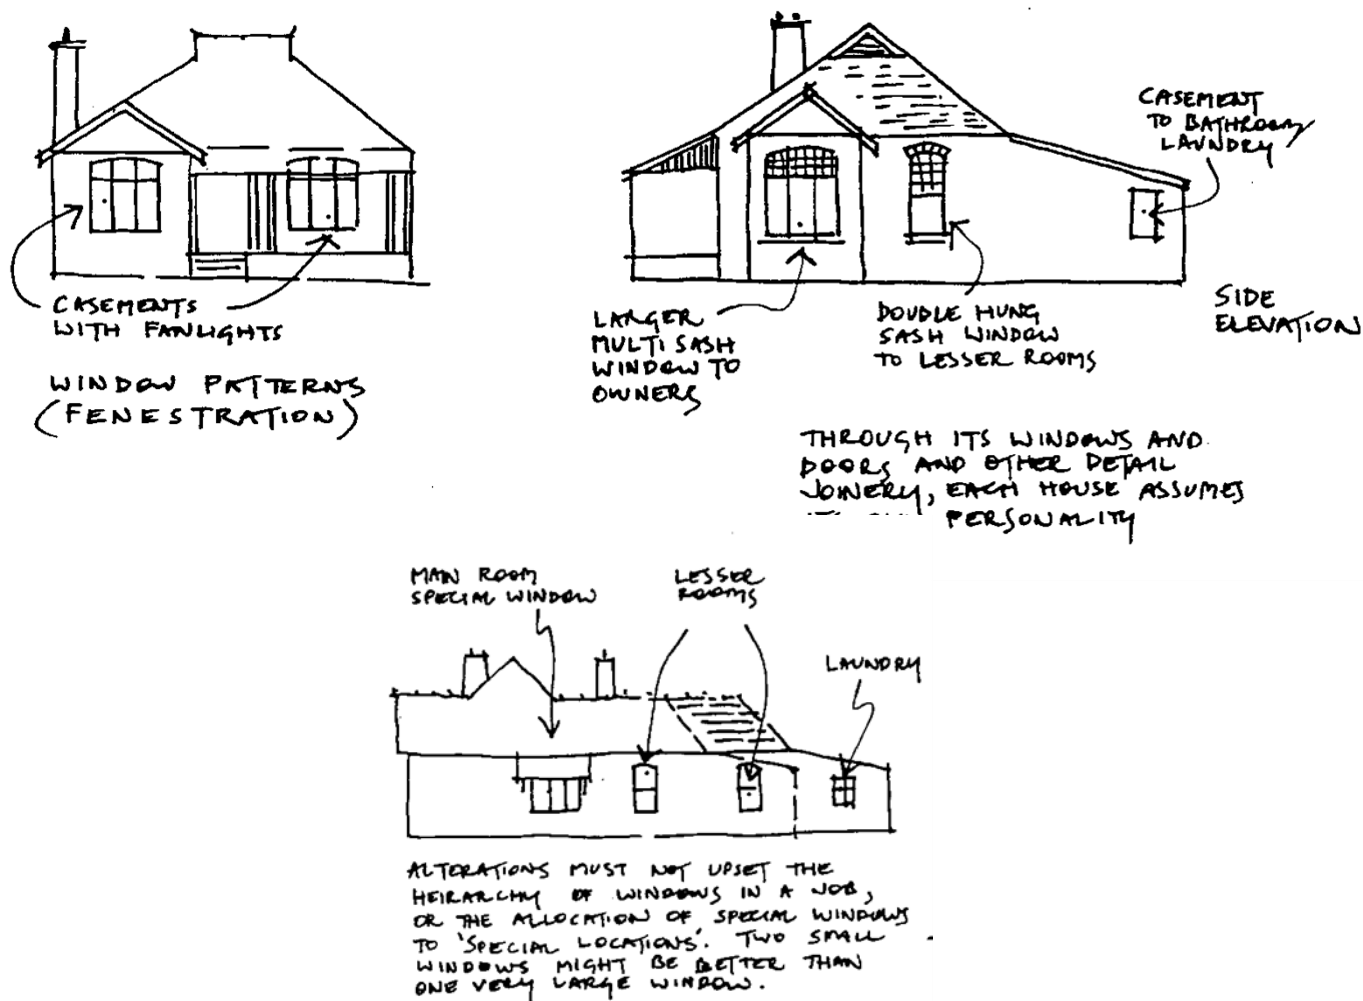 CASEMENTS
WITH FANLIGHTS
WINDOW PATTERNS
(FENESTRATION)
LARGER
MULTI SASH
WINDOW TO
OWNERS
DOUBLE HUNG
SASH WINDOW
TO LESSER ROOMS
CASEMENT
TO BATHROOM/
LAUNDRY
SIDE
ELEVATION
THROUGH ITS WINDOWS AND
DOORS AND OTHER DETAIL
JOINERY, EACH HOUSE ASSUMES
PERSONALITY
MAIN ROOM
SPECIAL WINDOW
LESSER
ROOMS
LAUNDRY
ALTERATIONS MUST NOT UPSET THE
HEIRARCHY OF WINDOWS IN A JOB,
OR THE ALLOCATION OF SPECIAL WINDOWS
TO 'SPECIAL LOCATIONS'. TWO SMALL
WINDOWS MIGHT BE BETTER THAN
ONE VERY LARGE WINDOW.